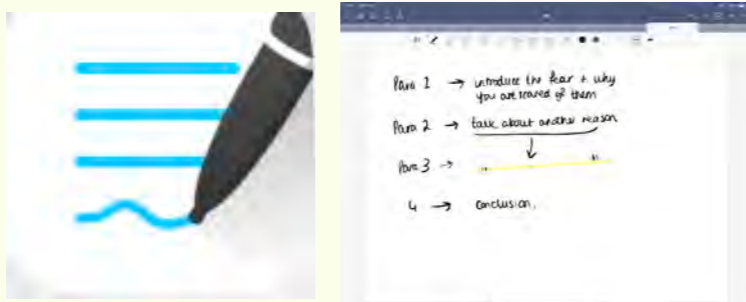 Para 1 → introduce the fear + why
you are scared of them
Para 2 → talk about another reason
Para 3 → " "
4 → conclusion.